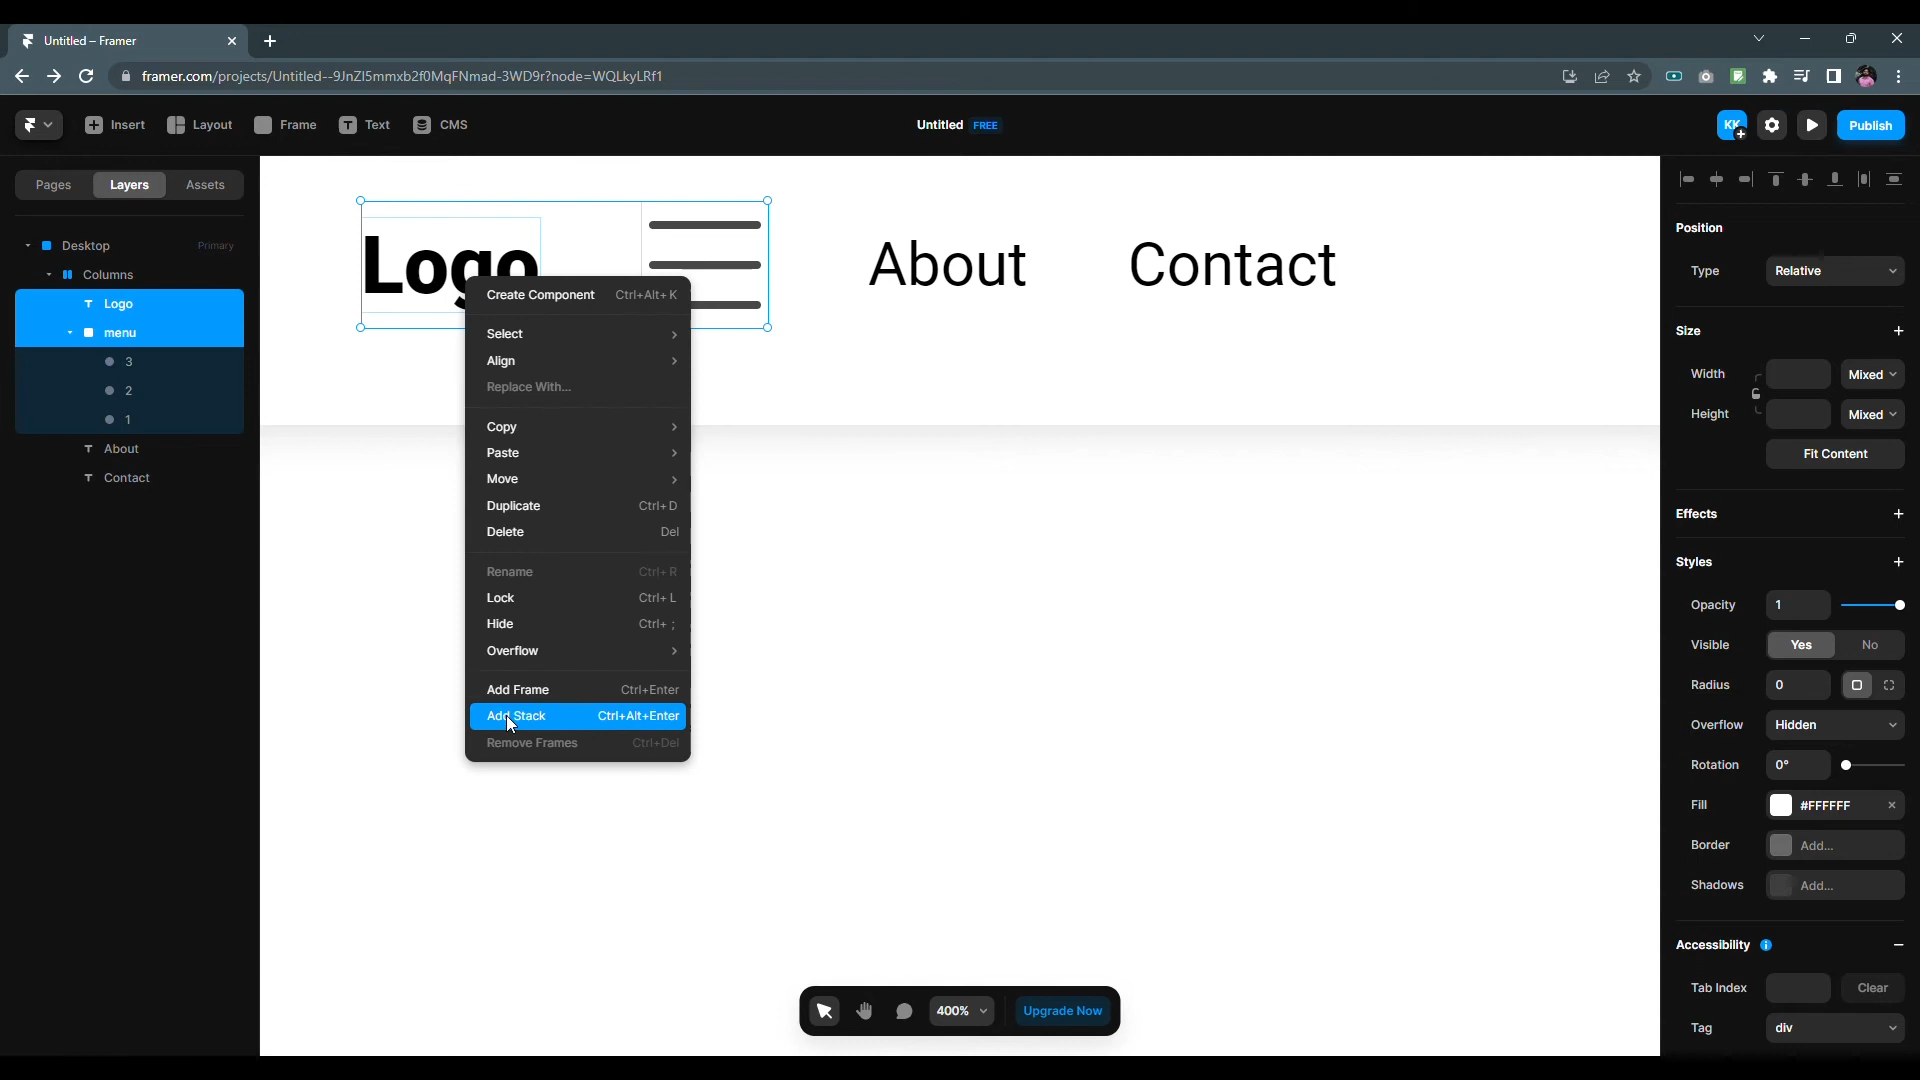 Untitled – Framer
framer.com/projects/Untitled--9JnZI5mmxb2f0MqFNmad-3WD9r?node=WQLkyLRf1
Insert Layout Frame Text CMS
Untitled FREE
KK Publish
Pages Layers Assets
Desktop Primary
Columns
Logo
menu
3
2
1
About
Contact
Logo About Contact
Create Component Ctrl+Alt+K
Select
Align
Replace With...
Copy
Paste
Move
Duplicate Ctrl+D
Delete Del
Rename Ctrl+R
Lock Ctrl+L
Hide Ctrl+;
Overflow
Add Frame Ctrl+Enter
Add Stack Ctrl+Alt+Enter
Remove Frames Ctrl+Del
400% Upgrade Now
Position
Type Relative
Size
Width Mixed
Height Mixed
Fit Content
Effects
Styles
Opacity 1
Visible Yes No
Radius 0
Overflow Hidden
Rotation 0°
Fill #FFFFFF
Border Add...
Shadows Add...
Accessibility
Tab Index Clear
Tag div